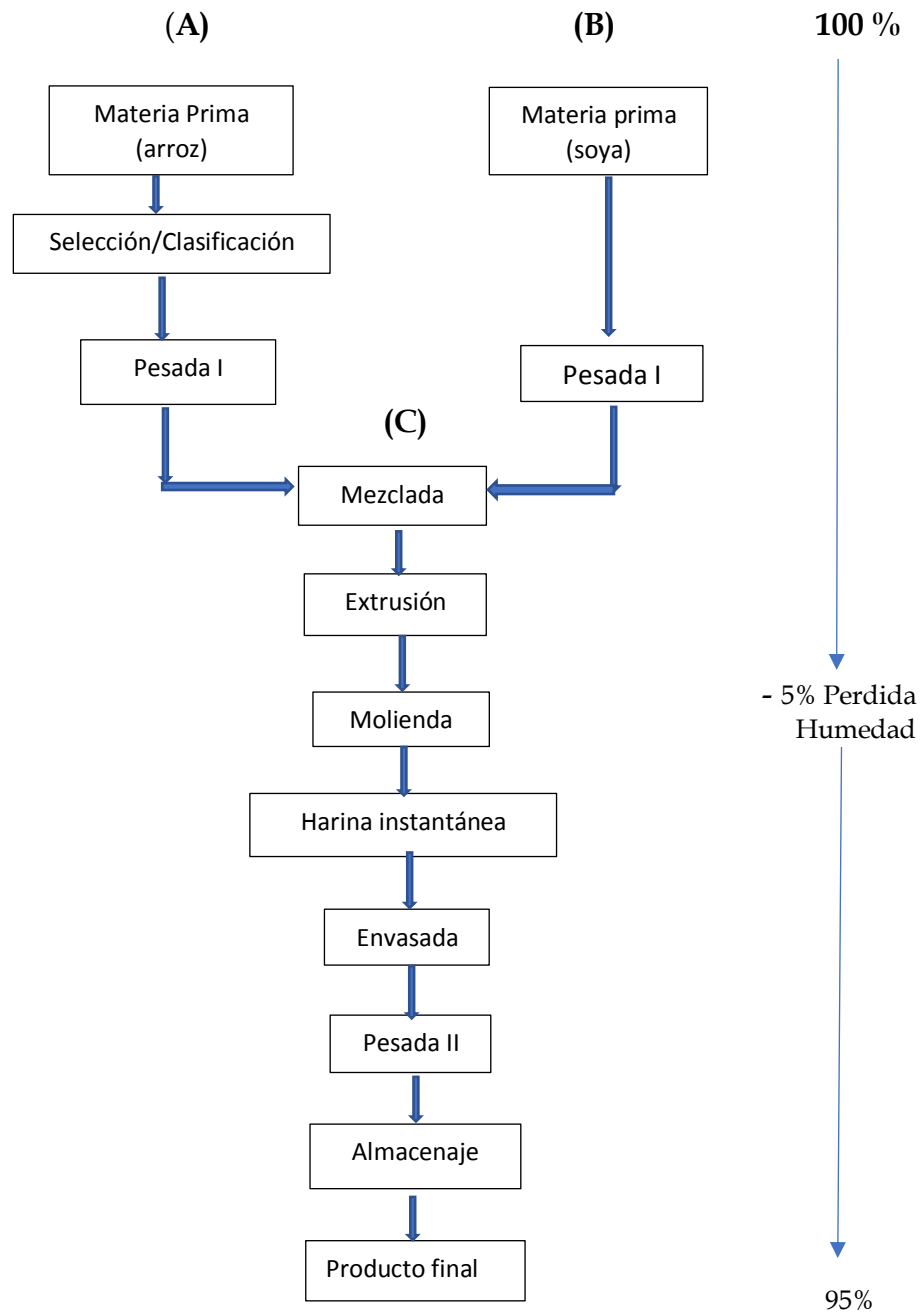 (A)
(B)
100 %
Materia Prima
(arroz)
Materia prima
(soya)
Selección/Clasificación
Pesada I
Pesada I
(C)
Mezclada
Extrusión
- 5% Perdida
Humedad
Molienda
Harina instantánea
Envasada
Pesada II
Almacenaje
Producto final
95%